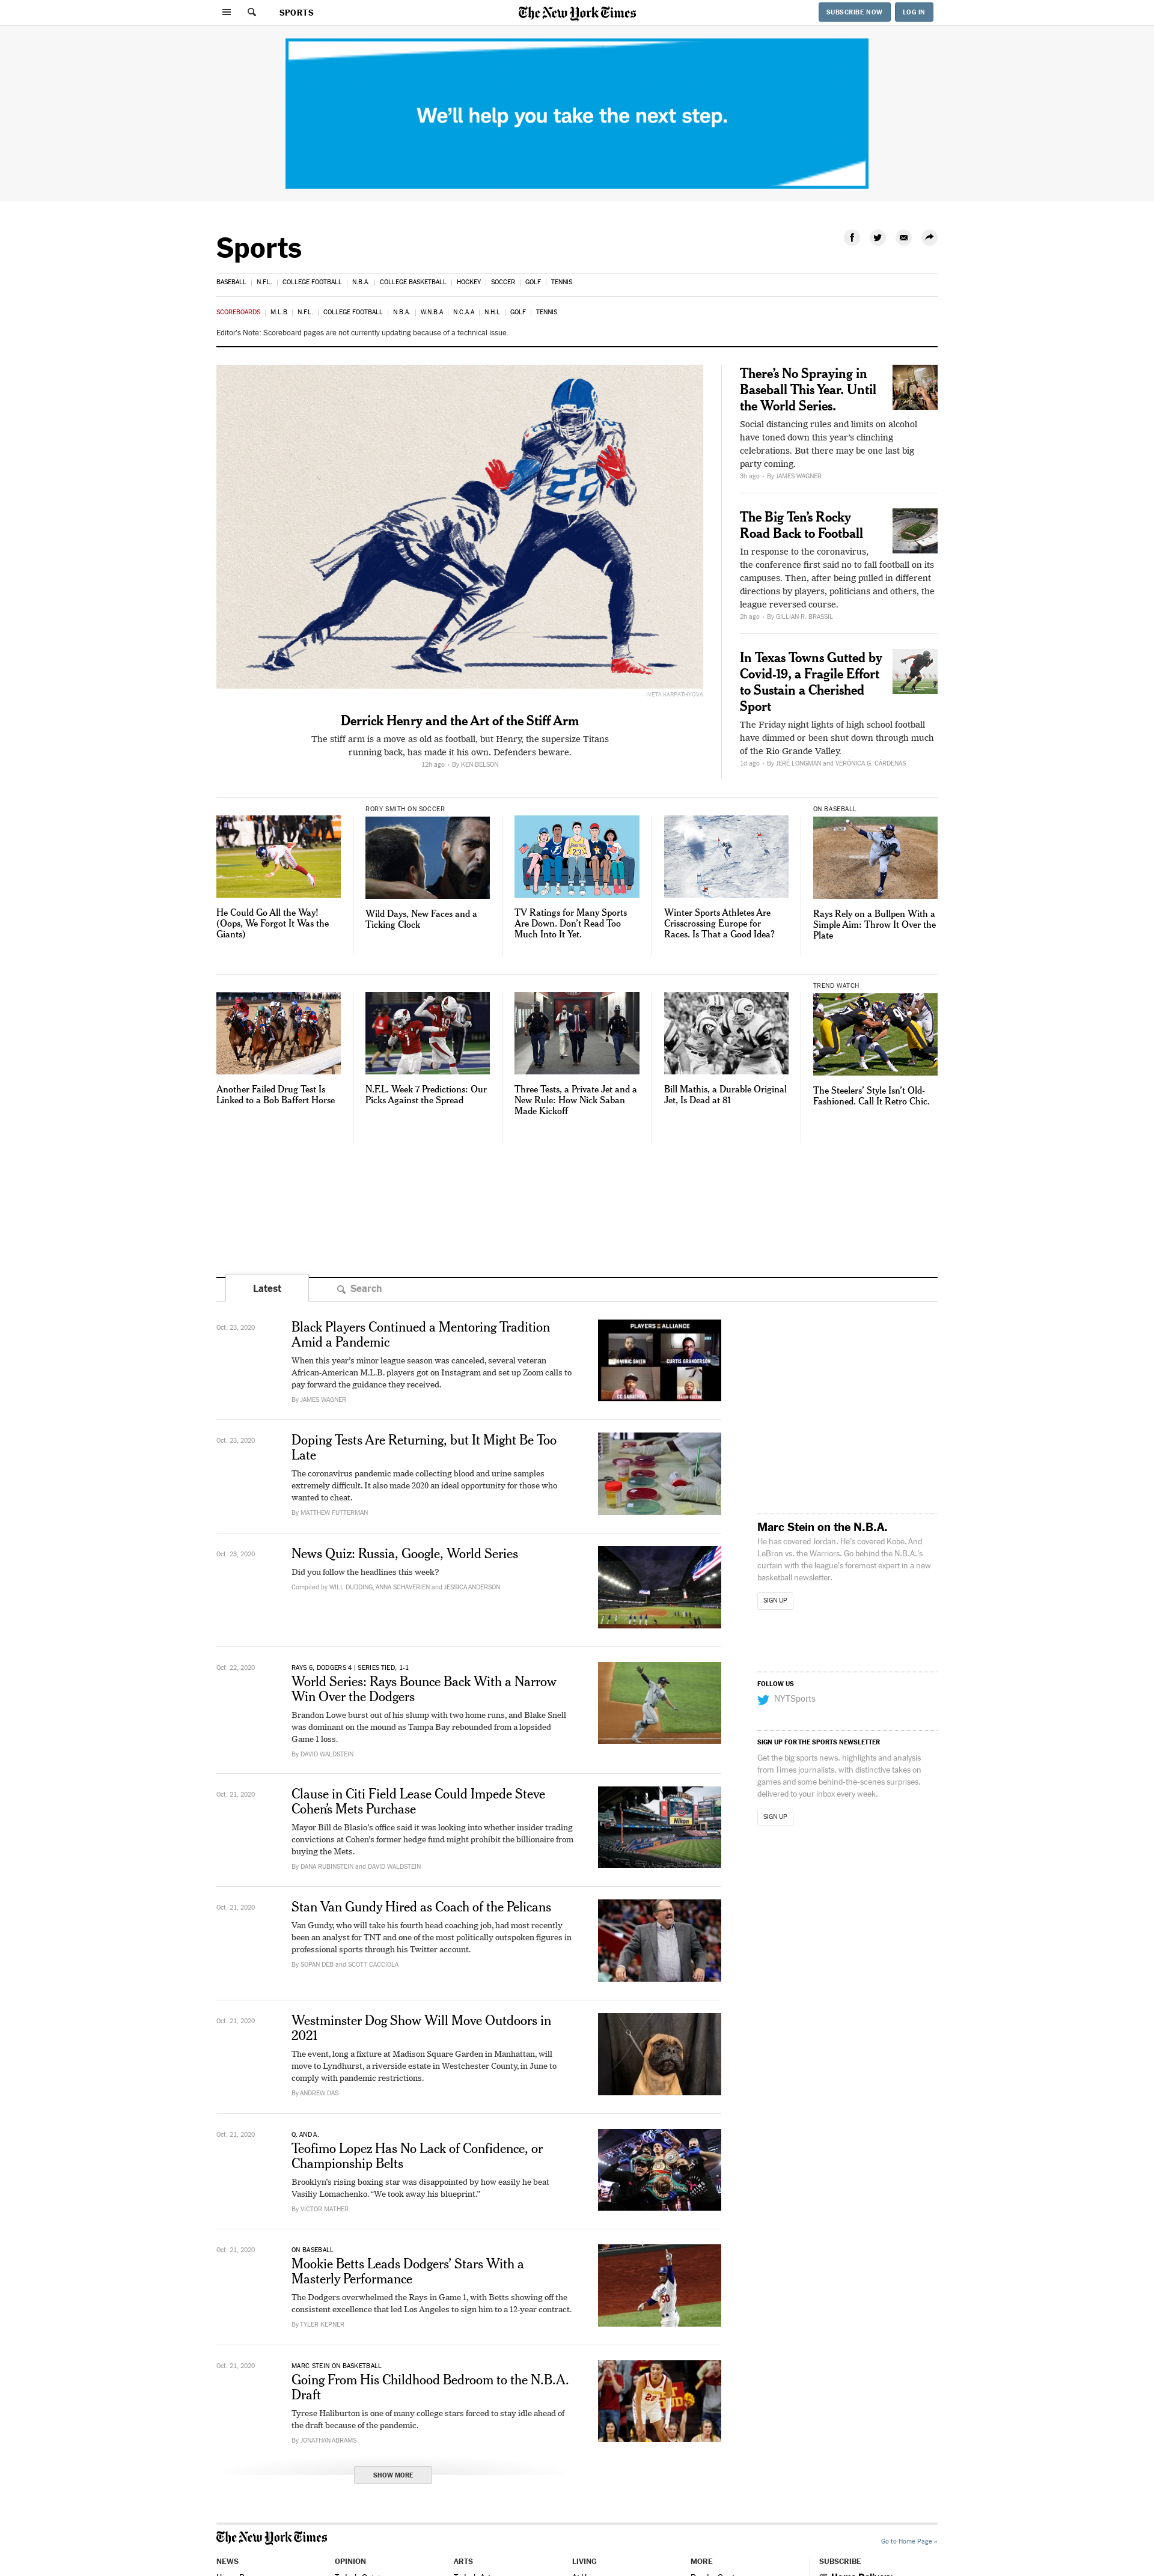 SPORTS
The New York Times
SUBSCRIBE NOW
LOG IN
We'll help you take the next step.
Sports
BASEBALL | N.F.L. | COLLEGE FOOTBALL | N.B.A. | COLLEGE BASKETBALL | HOCKEY | SOCCER | GOLF | TENNIS
SCOREBOARDS | M.L.B | N.F.L. | COLLEGE FOOTBALL | N.B.A. | W.N.B.A | N.C.A.A | N.H.L | GOLF | TENNIS
Editor's Note: Scoreboard pages are not currently updating because of a technical issue.
IVETA KARPATHYOVA
Derrick Henry and the Art of the Stiff Arm
The stiff arm is a move as old as football, but Henry, the supersize Titans
running back, has made it his own. Defenders beware.
12h ago • By KEN BELSON
There's No Spraying in
Baseball This Year. Until
the World Series.
Social distancing rules and limits on alcohol
have toned down this year's clinching
celebrations. But there may be one last big
party coming.
3h ago • By JAMES WAGNER
The Big Ten's Rocky
Road Back to Football
In response to the coronavirus,
the conference first said no to fall football on its
campuses. Then, after being pulled in different
directions by players, politicians and others, the
league reversed course.
2h ago • By GILLIAN R. BRASSIL
In Texas Towns Gutted by
Covid-19, a Fragile Effort
to Sustain a Cherished
Sport
The Friday night lights of high school football
have dimmed or been shut down through much
of the Rio Grande Valley.
1d ago • By JERÉ LONGMAN and VERÓNICA G. CÁRDENAS
He Could Go All the Way!
(Oops, We Forgot It Was the
Giants)
RORY SMITH ON SOCCER
Wild Days, New Faces and a
Ticking Clock
TV Ratings for Many Sports
Are Down. Don't Read Too
Much Into It Yet.
Winter Sports Athletes Are
Crisscrossing Europe for
Races. Is That a Good Idea?
ON BASEBALL
Rays Rely on a Bullpen With a
Simple Aim: Throw It Over the
Plate
Another Failed Drug Test Is
Linked to a Bob Baffert Horse
N.F.L. Week 7 Predictions: Our
Picks Against the Spread
Three Tests, a Private Jet and a
New Rule: How Nick Saban
Made Kickoff
Bill Mathis, a Durable Original
Jet, Is Dead at 81
TREND WATCH
The Steelers' Style Isn't Old-
Fashioned. Call It Retro Chic.
Latest
Search
Oct. 23, 2020
Black Players Continued a Mentoring Tradition
Amid a Pandemic
When this year's minor league season was canceled, several veteran
African-American M.L.B. players got on Instagram and set up Zoom calls to
pay forward the guidance they received.
By JAMES WAGNER
PLAYERS ALLIANCE
DOMINIC SMITH
CURTIS GRANDERSON
CC SABATHIA
Oct. 23, 2020
Doping Tests Are Returning, but It Might Be Too
Late
The coronavirus pandemic made collecting blood and urine samples
extremely difficult. It also made 2020 an ideal opportunity for those who
wanted to cheat.
By MATTHEW FUTTERMAN
Oct. 23, 2020
News Quiz: Russia, Google, World Series
Did you follow the headlines this week?
Compiled by WILL DUDDING, ANNA SCHAVERIEN and JESSICA ANDERSON
Oct. 22, 2020
RAYS 6, DODGERS 4 | SERIES TIED, 1-1
World Series: Rays Bounce Back With a Narrow
Win Over the Dodgers
Brandon Lowe burst out of his slump with two home runs, and Blake Snell
was dominant on the mound as Tampa Bay rebounded from a lopsided
Game 1 loss.
By DAVID WALDSTEIN
Oct. 21, 2020
Clause in Citi Field Lease Could Impede Steve
Cohen's Mets Purchase
Mayor Bill de Blasio's office said it was looking into whether insider trading
convictions at Cohen's former hedge fund might prohibit the billionaire from
buying the Mets.
By DANA RUBINSTEIN and DAVID WALDSTEIN
Nikon
Oct. 21, 2020
Stan Van Gundy Hired as Coach of the Pelicans
Van Gundy, who will take his fourth head coaching job, had most recently
been an analyst for TNT and one of the most politically outspoken figures in
professional sports through his Twitter account.
By SOPAN DEB and SCOTT CACCIOLA
Oct. 21, 2020
Westminster Dog Show Will Move Outdoors in
2021
The event, long a fixture at Madison Square Garden in Manhattan, will
move to Lyndhurst, a riverside estate in Westchester County, in June to
comply with pandemic restrictions.
By ANDREW DAS
Oct. 21, 2020
Q. AND A.
Teofimo Lopez Has No Lack of Confidence, or
Championship Belts
Brooklyn's rising boxing star was disappointed by how easily he beat
Vasiliy Lomachenko. “We took away his blueprint.”
By VICTOR MATHER
Oct. 21, 2020
ON BASEBALL
Mookie Betts Leads Dodgers' Stars With a
Masterly Performance
The Dodgers overwhelmed the Rays in Game 1, with Betts showing off the
consistent excellence that led Los Angeles to sign him to a 12-year contract.
By TYLER KEPNER
Oct. 21, 2020
MARC STEIN ON BASKETBALL
Going From His Childhood Bedroom to the N.B.A.
Draft
Tyrese Haliburton is one of many college stars forced to stay idle ahead of
the draft because of the pandemic.
By JONATHAN ABRAMS
SHOW MORE
Marc Stein on the N.B.A.
He has covered Jordan. He's covered Kobe. And
LeBron vs. the Warriors. Go behind the N.B.A.'s
curtain with the league's foremost expert in a new
basketball newsletter.
SIGN UP
FOLLOW US
NYTSports
SIGN UP FOR THE SPORTS NEWSLETTER
Get the big sports news, highlights and analysis
from Times journalists, with distinctive takes on
games and some behind-the-scenes surprises,
delivered to your inbox every week.
SIGN UP
The New York Times
Go to Home Page »
NEWS
OPINION
ARTS
LIVING
MORE
SUBSCRIBE